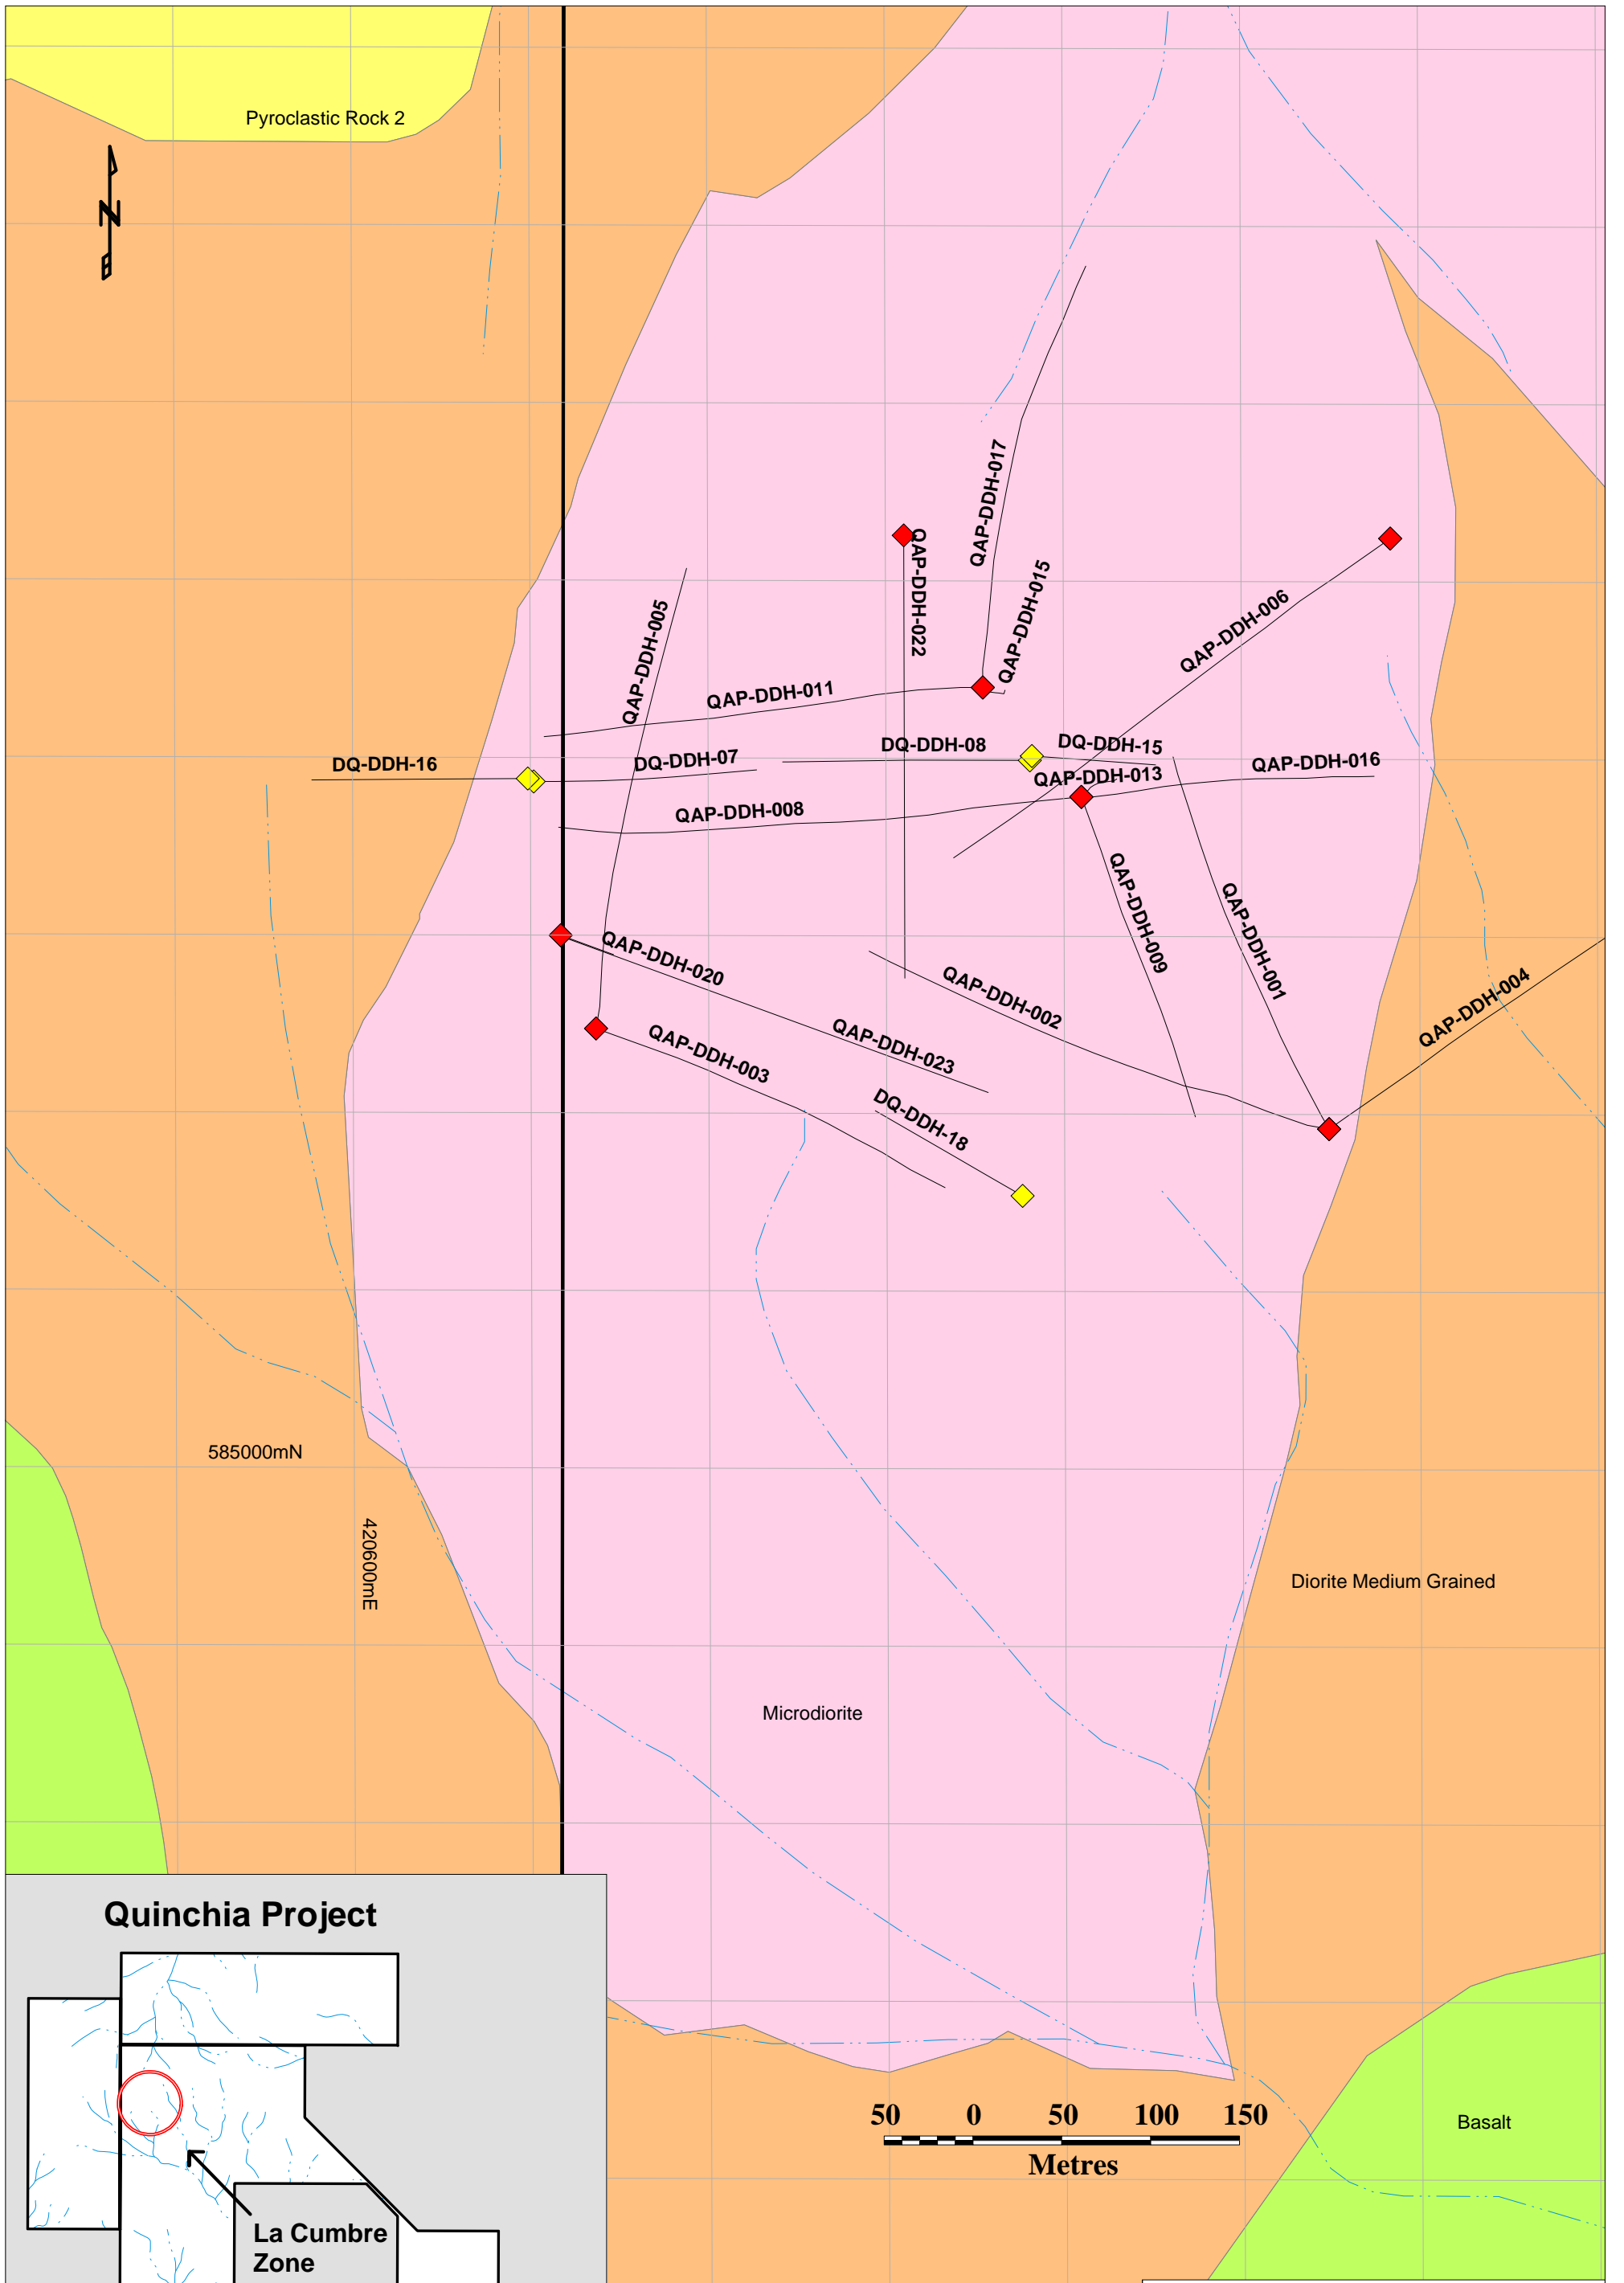 Pyroclastic Rock 2
N
QAP-DDH-017
QAP-DDH-022
QAP-DDH-015
QAP-DDH-006
QAP-DDH-005
QAP-DDH-011
DQ-DDH-16
DQ-DDH-07
DQ-DDH-08
DQ-DDH-15
QAP-DDH-013
QAP-DDH-016
QAP-DDH-008
QAP-DDH-009
QAP-DDH-001
QAP-DDH-020
QAP-DDH-002
QAP-DDH-004
QAP-DDH-003
QAP-DDH-023
DQ-DDH-18
585000mN
420600mE
Diorite Medium Grained
Microdiorite
Quinchia Project
La Cumbre
Zone
50 0 50 100 150
Metres
Basalt